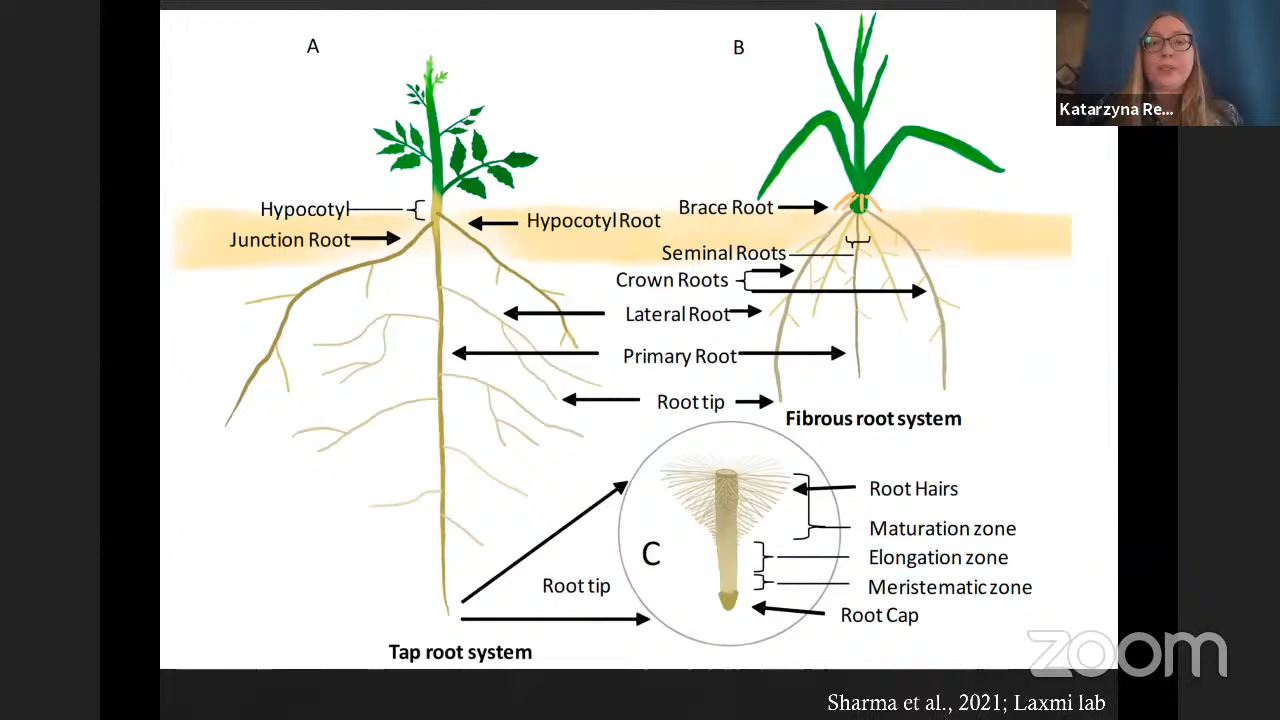 A
B
Katarzyna Re...
Hypocotyl
Hypocotyl Root
Brace Root
Junction Root
Seminal Roots
Crown Roots
Lateral Root
Primary Root
Root tip
Fibrous root system
Root Hairs
C
Maturation zone
Elongation zone
Root tip
Meristematic zone
Root Cap
Tap root system
zoom
Sharma et al., 2021; Laxmi lab